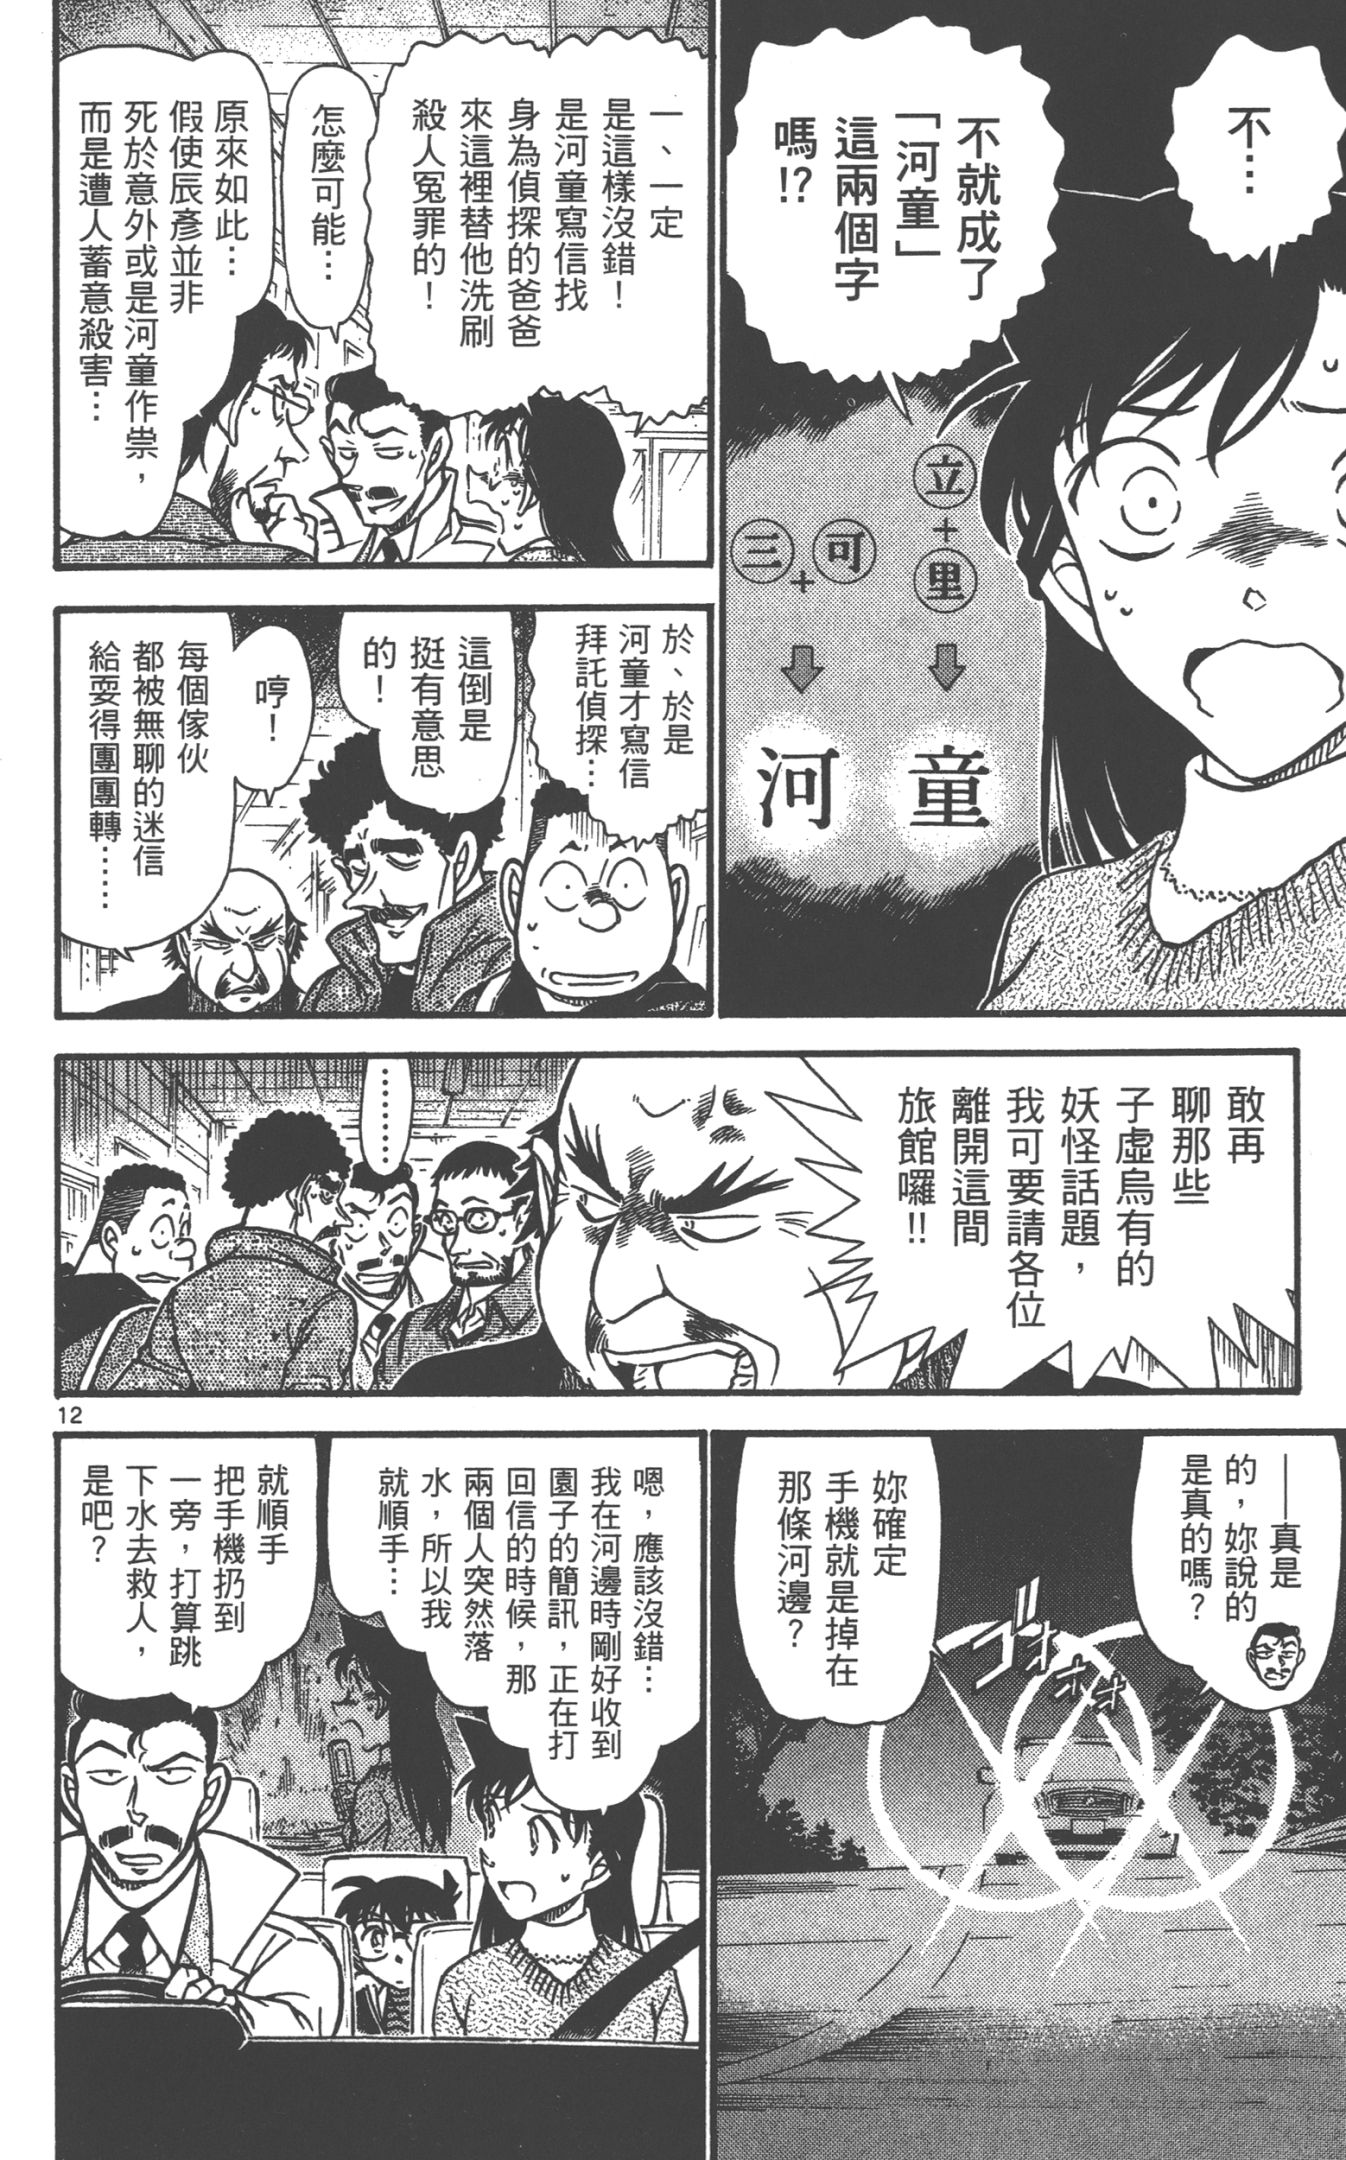 不…
不就成了
「河童」
這兩個字
嗎!?
立+里
童
可+三
河
一、一定
是這樣沒錯！
是河童寫信找
身為偵探的爸爸
來這裡替他洗刷
殺人冤罪的！
怎麼可能…
原來如此…
假使辰彥並非
死於意外或是河童作祟，
而是遭人蓄意殺害…
於、於是
河童才寫信
拜託偵探…
這倒是
挺有意思
的！
哼！
每個傢伙
都被無聊的迷信
給耍得團團轉……
敢再
聊那些
子虛烏有的
妖怪話題，
我可要請各位
離開這間
旅館囉!!
………
12
——真是
的，妳說的
是真的嗎？
妳確定
手機就是掉在
那條河邊？
ブオオオ
嗯，應該沒錯…
我在河邊時剛好收到
園子的簡訊，正在打
回信的時候，那
兩個人突然落
水，所以我
就順手…
就順手
把手機扔到
一旁，打算跳
下水去救人，
是吧？